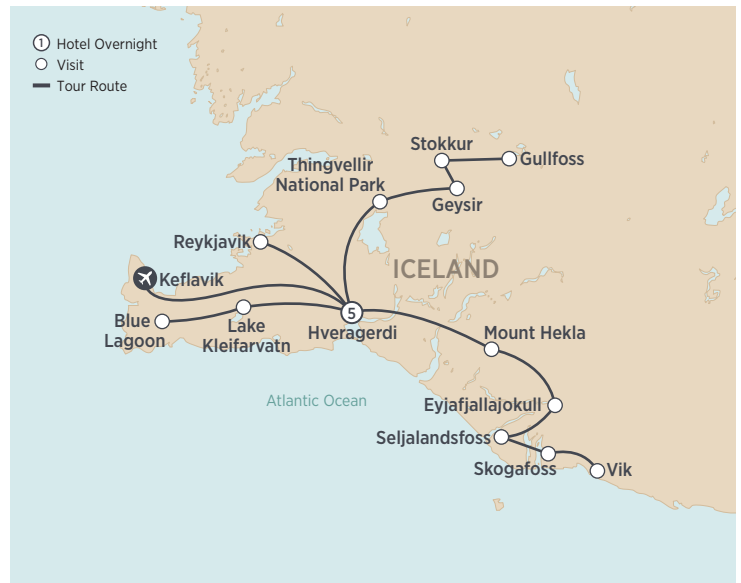 1 Hotel Overnight
Visit
Tour Route
Stokkur
Gullfoss
Thingvellir
National Park
Geysir
Reykjavik
ICELAND
Keflavik
5
Blue
Lagoon
Lake
Kleifarvatn
Hveragerdi
Mount Hekla
Atlantic Ocean
Eyjafjallajokull
Seljalandsfoss
Skogafoss
Vik